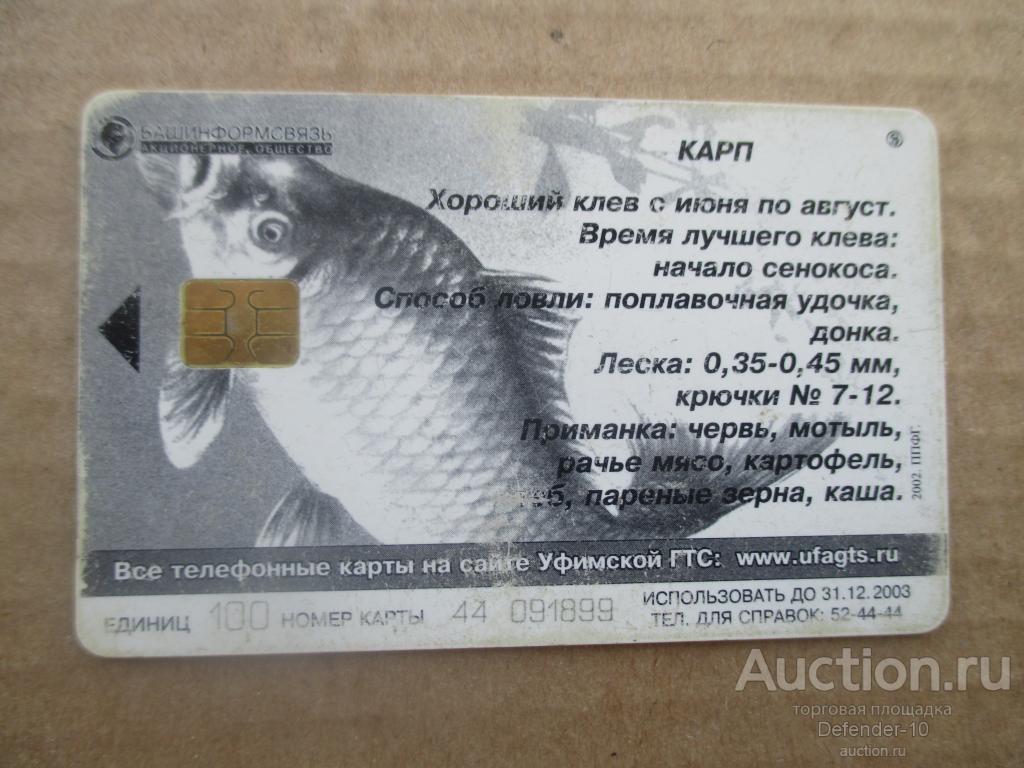 БАШИНФОРМСВЯЗЬ
АКЦИОНЕРНОЕ ОБЩЕСТВО
КАРП
Хороший клев с июня по август.
Время лучшего клева:
начало сенокоса.
Способ ловли: поплавочная удочка,
донка.
Леска: 0,35-0,45 мм,
крючки № 7-12.
Приманка: червь, мотыль,
рачье мясо, картофель,
пареные зерна, каша.
2002. ППФГ.
Все телефонные карты на сайте Уфимской ГТС: www.ufagts.ru
ЕДИНИЦ 100 НОМЕР КАРТЫ 44 091899
ИСПОЛЬЗОВАТЬ ДО 31.12.2003
ТЕЛ. ДЛЯ СПРАВОК: 52-44-44
Auction.ru
торговая площадка
Defender-10
auction.ru